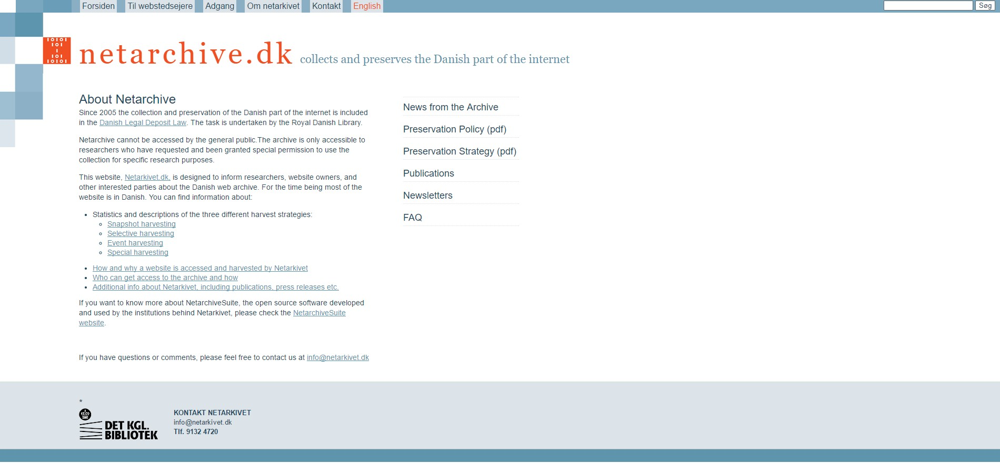 Forsiden
Til webstedsejere
Adgang
Om netarkivet
Kontakt
English
Søg
IOIOI
IOI
I
IOI
IOIOI
netarchive.dk
collects and preserves the Danish part of the internet
About Netarchive
Since 2005 the collection and preservation of the Danish part of the internet is included
in the Danish Legal Deposit Law. The task is undertaken by the Royal Danish Library.
Netarchive cannot be accessed by the general public.The archive is only accessible to
researchers who have requested and been granted special permission to use the
collection for specific research purposes.
This website, Netarkivet.dk, is designed to inform researchers, website owners, and
other interested parties about the Danish web archive. For the time being most of the
website is in Danish. You can find information about:
• Statistics and descriptions of the three different harvest strategies:
◦ Snapshot harvesting
◦ Selective harvesting
◦ Event harvesting
◦ Special harvesting
• How and why a website is accessed and harvested by Netarkivet
• Who can get access to the archive and how
• Additional info about Netarkivet, including publications, press releases etc.
If you want to know more about NetarchiveSuite, the open source software developed
and used by the institutions behind Netarkivet, please check the NetarchiveSuite
website.
If you have questions or comments, please feel free to contact us at info@netarkivet.dk
News from the Archive
Preservation Policy (pdf)
Preservation Strategy (pdf)
Publications
Newsletters
FAQ
*
DET KGL.
BIBLIOTEK
KONTAKT NETARKIVET
info@netarkivet.dk
Tlf. 9132 4720